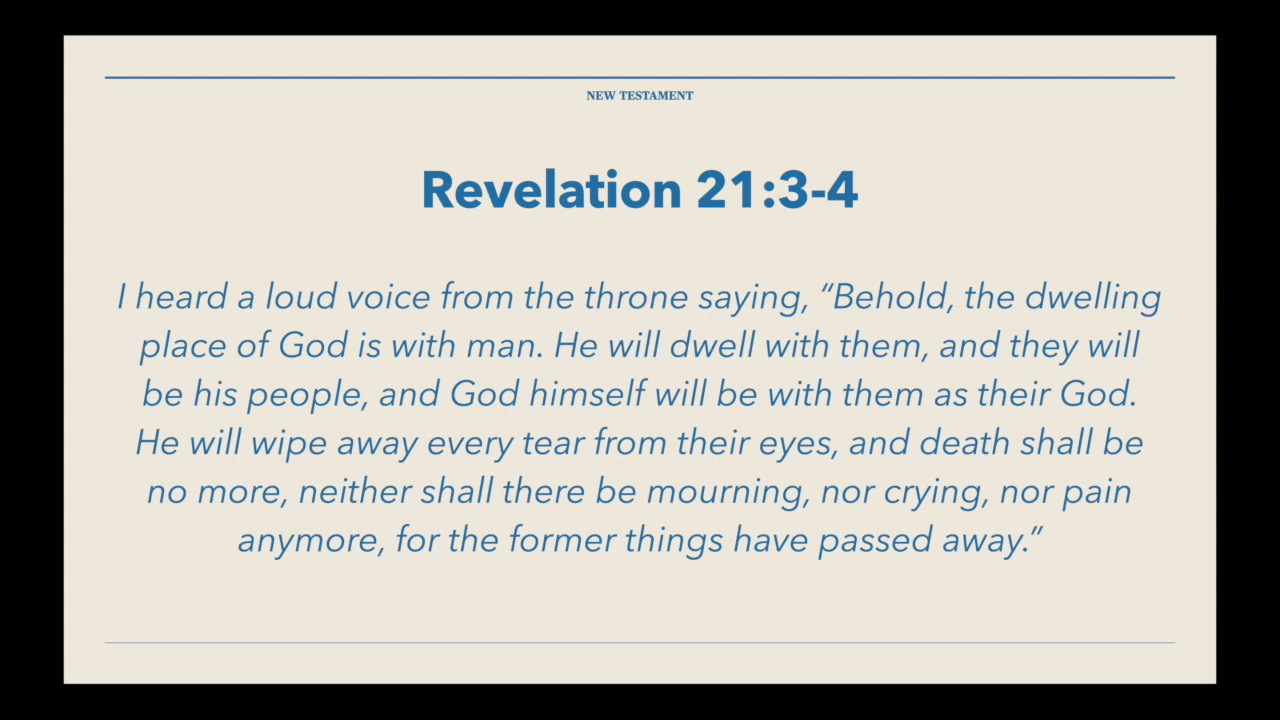 NEW TESTAMENT
Revelation 21:3-4
I heard a loud voice from the throne saying, “Behold, the dwelling
place of God is with man. He will dwell with them, and they will
be his people, and God himself will be with them as their God.
He will wipe away every tear from their eyes, and death shall be
no more, neither shall there be mourning, nor crying, nor pain
anymore, for the former things have passed away.”